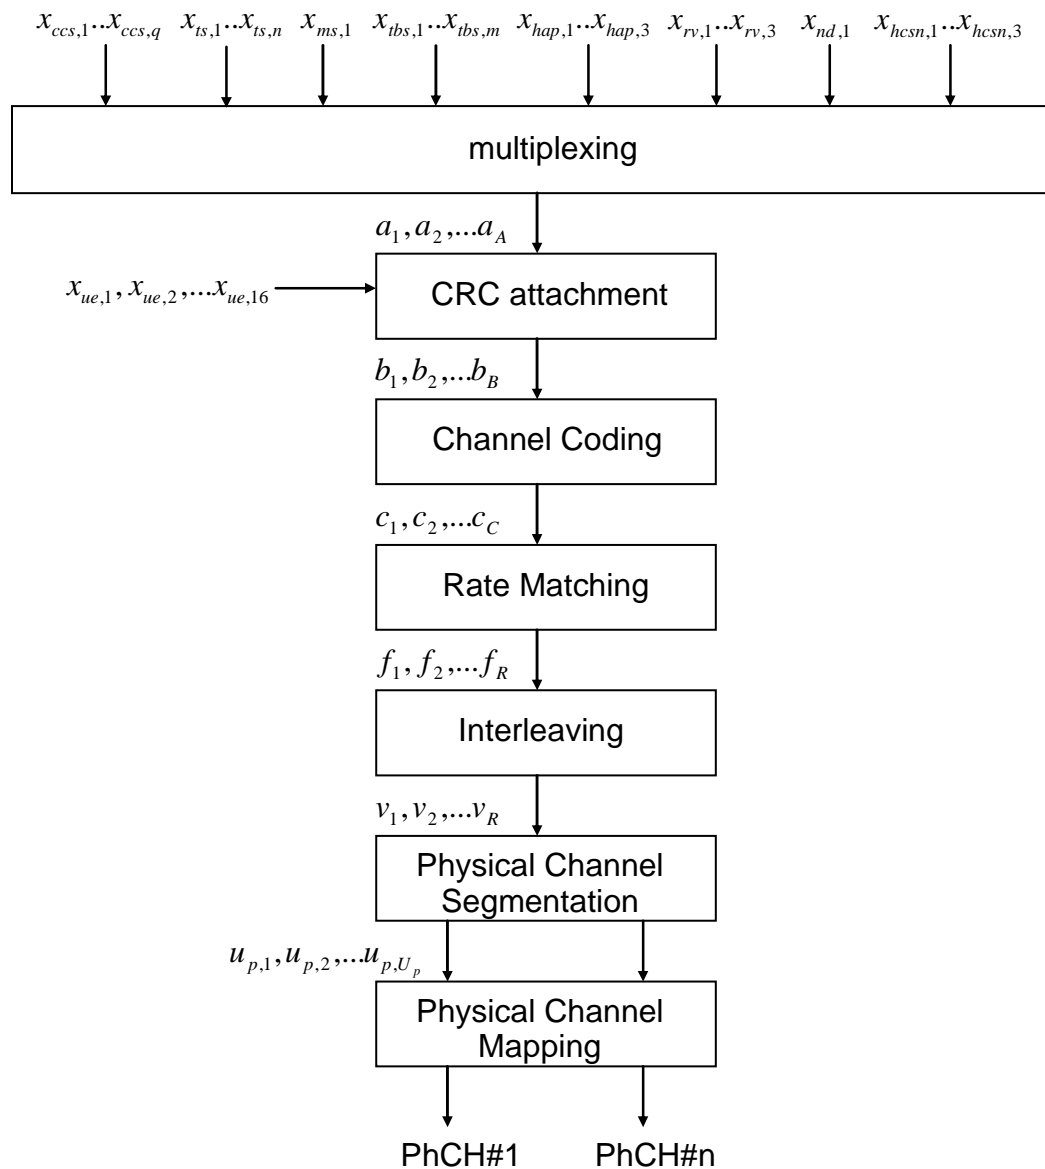 x_{ccs,1}..x_{ccs,q} x_{ts,1}..x_{ts,n} x_{ms,1} x_{tbs,1}..x_{tbs,m} x_{hap,1}..x_{hap,3} x_{rv,1}..x_{rv,3} x_{nd,1} x_{hcsn,1}..x_{hcsn,3}
multiplexing
a_1, a_2,...a_A
x_{ue,1}, x_{ue,2},...x_{ue,16}
CRC attachment
b_1, b_2,...b_B
Channel Coding
c_1, c_2,...c_C
Rate Matching
f_1, f_2,...f_R
Interleaving
v_1, v_2,...v_R
Physical Channel
Segmentation
u_{p,1}, u_{p,2},...u_{p,U_p}
Physical Channel
Mapping
PhCH#1 PhCH#n